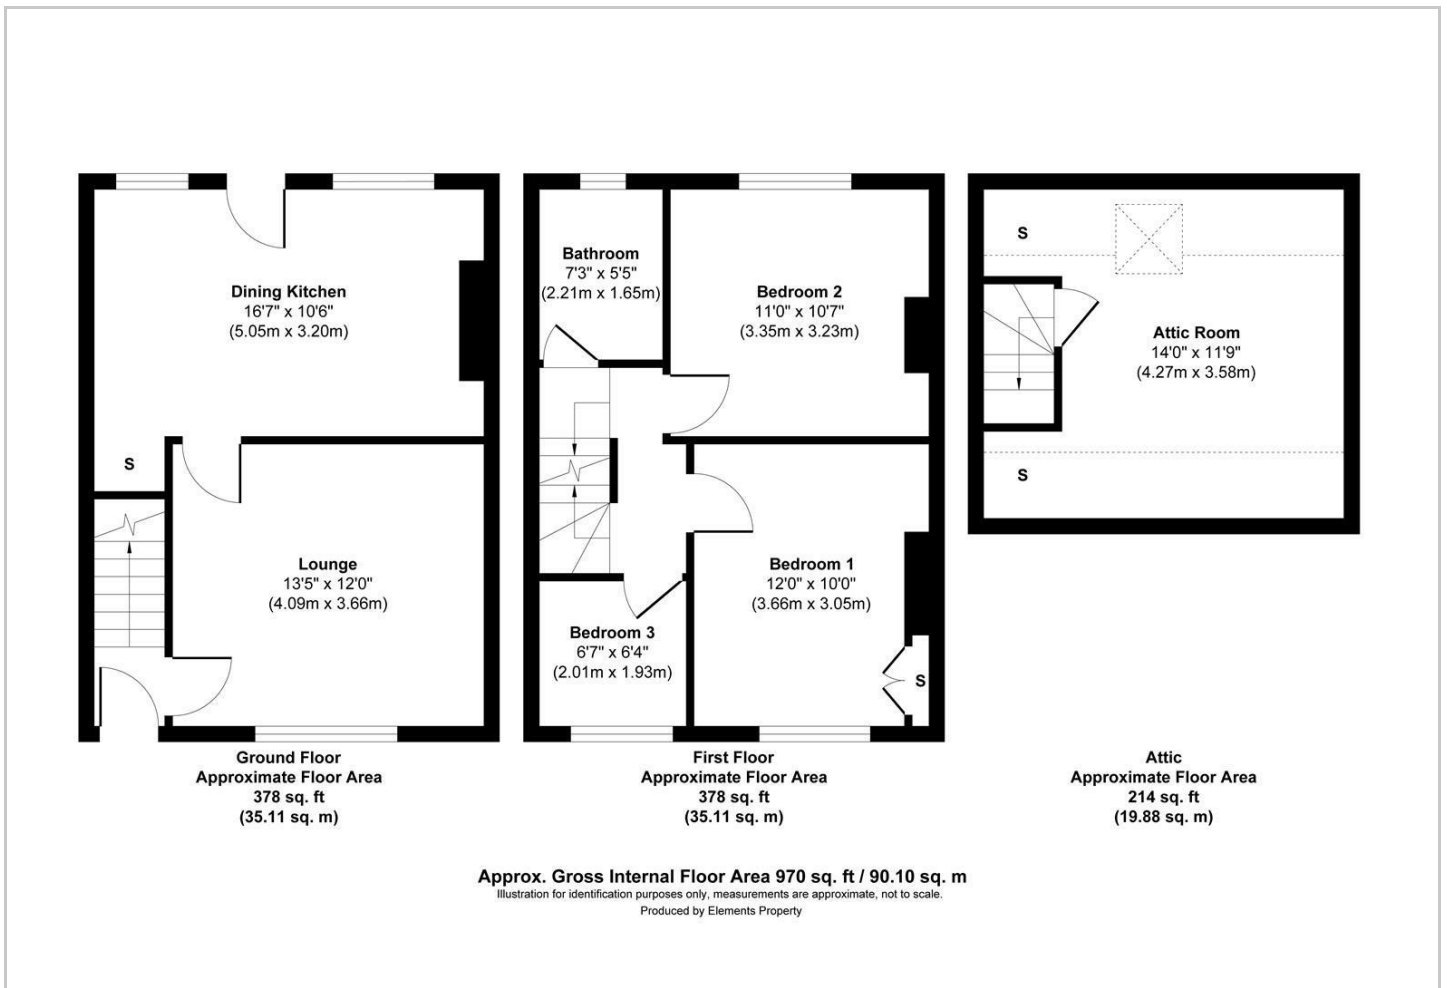 Dining Kitchen
16'7" x 10'6"
(5.05m x 3.20m)
S
Lounge
13'5" x 12'0"
(4.09m x 3.66m)
Ground Floor
Approximate Floor Area
378 sq. ft
(35.11 sq. m)
Bathroom
7'3" x 5'5"
(2.21m x 1.65m)
Bedroom 2
11'0" x 10'7"
(3.35m x 3.23m)
Bedroom 1
12'0" x 10'0"
(3.66m x 3.05m)
Bedroom 3
6'7" x 6'4"
(2.01m x 1.93m)
S
First Floor
Approximate Floor Area
378 sq. ft
(35.11 sq. m)
S
Attic Room
14'0" x 11'9"
(4.27m x 3.58m)
S
Attic
Approximate Floor Area
214 sq. ft
(19.88 sq. m)
Approx. Gross Internal Floor Area 970 sq. ft / 90.10 sq. m
Illustration for identification purposes only, measurements are approximate, not to scale.
Produced by Elements Property